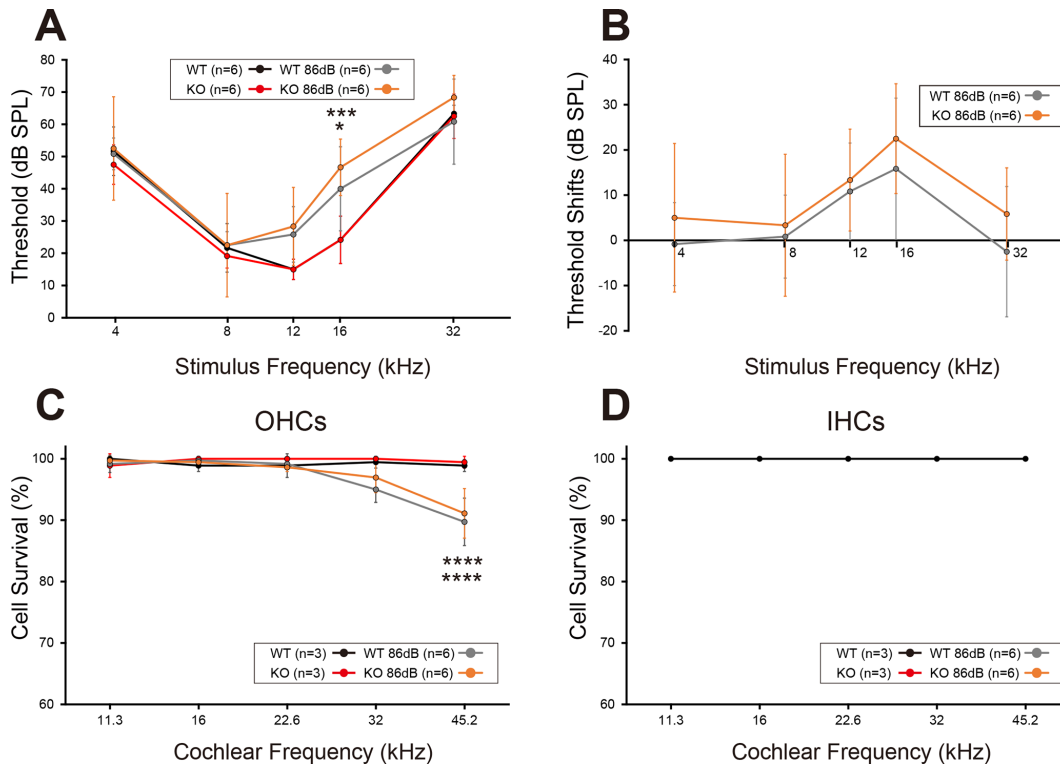 A
Threshold (dB SPL)
80
70
60
50
40
30
20
10
0
WT (n=6) WT 86dB (n=6)
KO (n=6) KO 86dB (n=6)
***
*
4 8 12 16 32
Stimulus Frequency (kHz)
B
Threshold Shifts (dB SPL)
40
30
20
10
0
-10
-20
WT 86dB (n=6)
KO 86dB (n=6)
4 8 12 16 32
Stimulus Frequency (kHz)
C
OHCs
Cell Survival (%)
100
90
80
70
60
****
****
WT (n=3) WT 86dB (n=6)
KO (n=3) KO 86dB (n=6)
11.3 16 22.6 32 45.2
Cochlear Frequency (kHz)
D
IHCs
Cell Survival (%)
100
90
80
70
60
WT (n=3) WT 86dB (n=6)
KO (n=3) KO 86dB (n=6)
11.3 16 22.6 32 45.2
Cochlear Frequency (kHz)